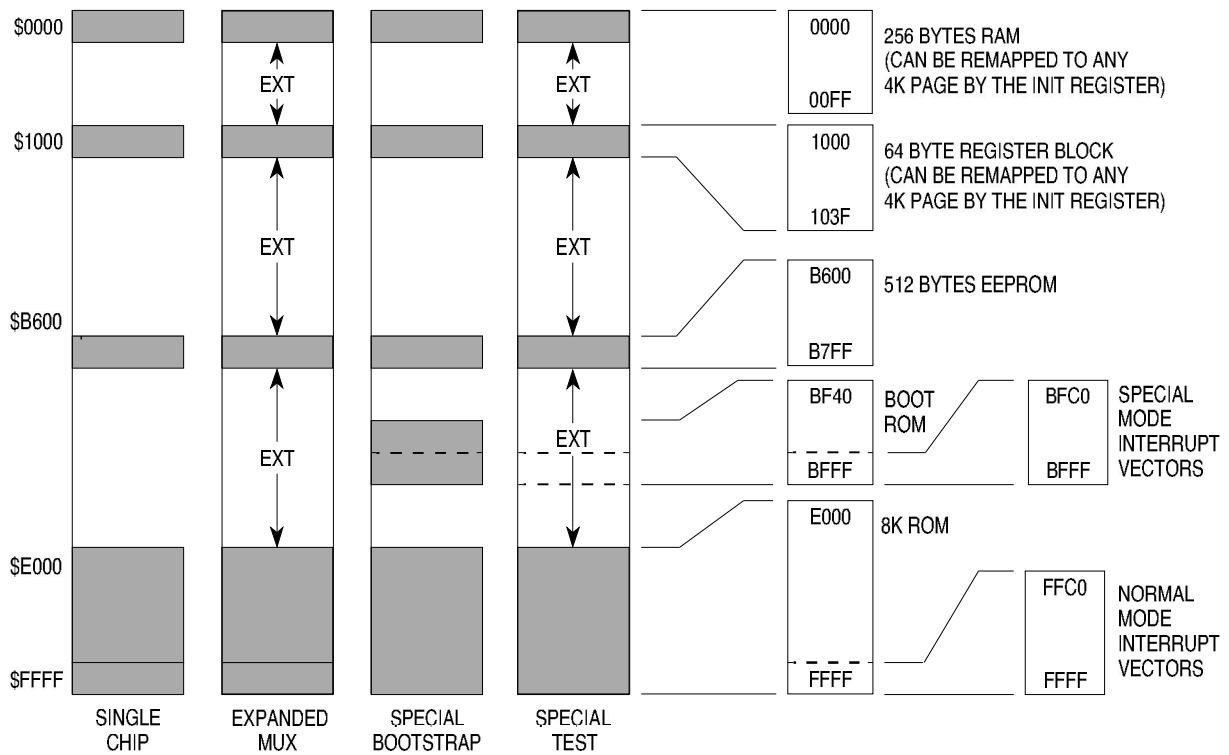 $0000
$1000
$B600
$E000
$FFFF
SINGLE
CHIP
EXT
EXT
EXT
EXPANDED
MUX
SPECIAL
BOOTSTRAP
EXT
EXT
EXT
SPECIAL
TEST
0000
00FF
256 BYTES RAM
(CAN BE REMAPPED TO ANY
4K PAGE BY THE INIT REGISTER)
1000
103F
64 BYTE REGISTER BLOCK
(CAN BE REMAPPED TO ANY
4K PAGE BY THE INIT REGISTER)
B600
B7FF
512 BYTES EEPROM
BF40
BFFF
BOOT
ROM
BFC0
BFFF
SPECIAL
MODE
INTERRUPT
VECTORS
E000
FFFF
8K ROM
FFC0
FFFF
NORMAL
MODE
INTERRUPT
VECTORS